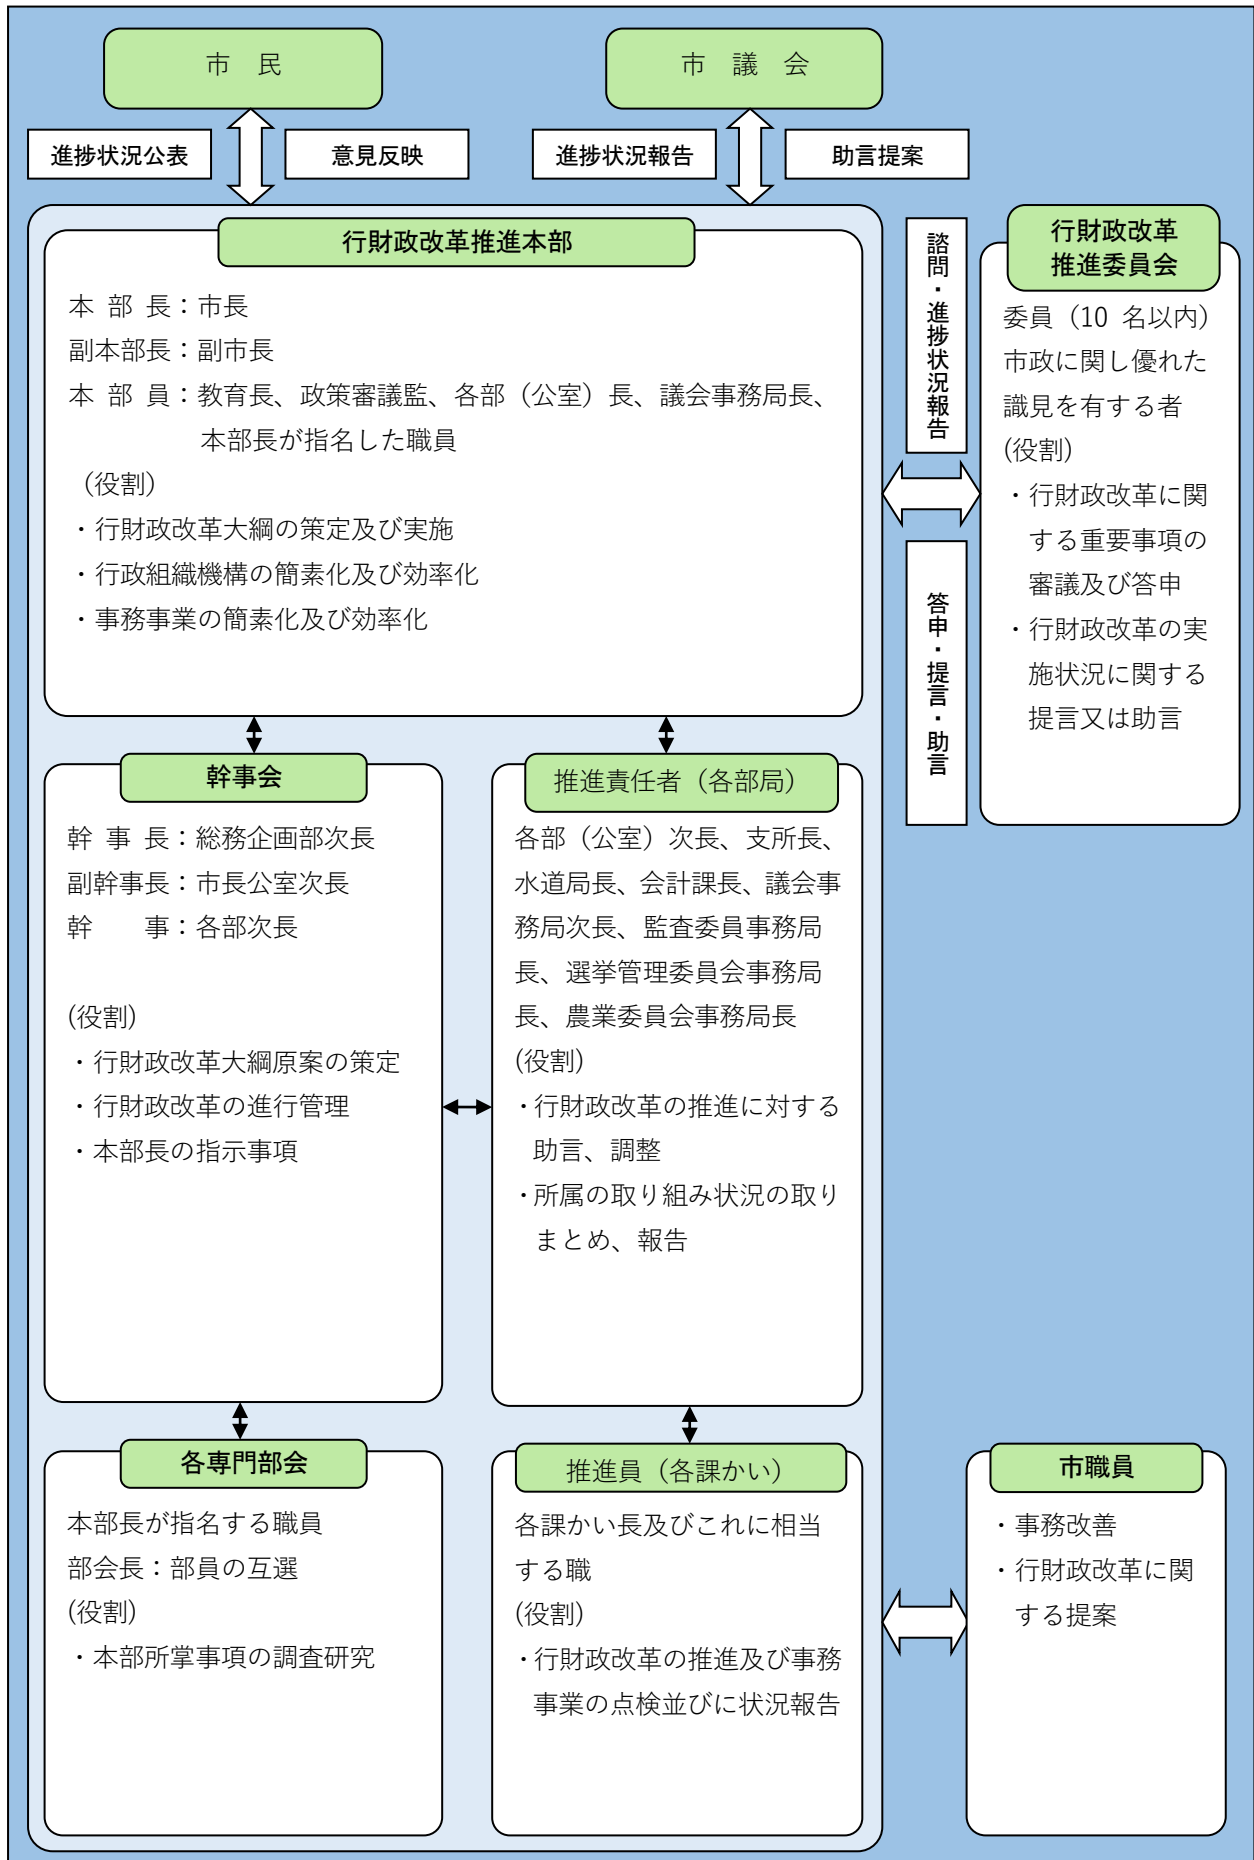 市　民
市　議　会
進捗状況公表
意見反映
進捗状況報告
助言提案
行財政改革推進本部
本 部 長：市長
副本部長：副市長
本 部 員：教育長、政策審議監、各部（公室）長、議会事務局長、
本部長が指名した職員
（役割）
・行財政改革大綱の策定及び実施
・行政組織機構の簡素化及び効率化
・事務事業の簡素化及び効率化
諮問・進捗状況報告
答申・提言・助言
行財政改革
推進委員会
委員（10 名以内）
市政に関し優れた
識見を有する者
(役割)
・行財政改革に関
する重要事項の
審議及び答申
・行財政改革の実
施状況に関する
提言又は助言
幹事会
幹 事 長：総務企画部次長
副幹事長：市長公室次長
幹　　事：各部次長
(役割)
・行財政改革大綱原案の策定
・行財政改革の進行管理
・本部長の指示事項
推進責任者（各部局）
各部（公室）次長、支所長、
水道局長、会計課長、議会事
務局次長、監査委員事務局
長、選挙管理委員会事務局
長、農業委員会事務局長
(役割)
・行財政改革の推進に対する
助言、調整
・所属の取り組み状況の取り
まとめ、報告
各専門部会
本部長が指名する職員
部会長：部員の互選
(役割)
・本部所掌事項の調査研究
推進員（各課かい）
各課かい長及びこれに相当
する職
(役割)
・行財政改革の推進及び事務
事業の点検並びに状況報告
市職員
・事務改善
・行財政改革に関
する提案